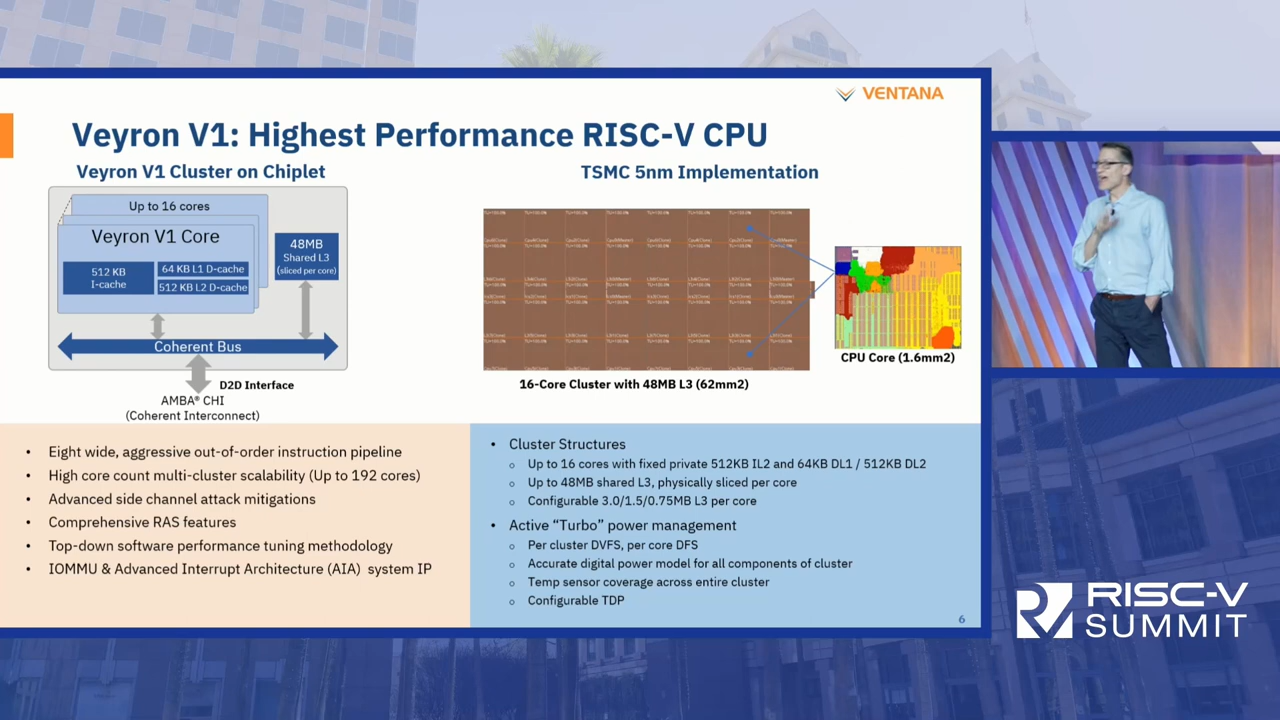 VENTANA
Veyron V1: Highest Performance RISC-V CPU
Veyron V1 Cluster on Chiplet
Up to 16 cores
Veyron V1 Core
512 KB
I-cache
64 KB L1 D-cache
512 KB L2 D-cache
48MB
Shared L3
(sliced per core)
Coherent Bus
D2D Interface
AMBA® CHI
(Coherent Interconnect)
TSMC 5nm Implementation
CPU Core (1.6mm2)
16-Core Cluster with 48MB L3 (62mm2)
• Eight wide, aggressive out-of-order instruction pipeline
• High core count multi-cluster scalability (Up to 192 cores)
• Advanced side channel attack mitigations
• Comprehensive RAS features
• Top-down software performance tuning methodology
• IOMMU & Advanced Interrupt Architecture (AIA) system IP
• Cluster Structures
o Up to 16 cores with fixed private 512KB IL2 and 64KB DL1 / 512KB DL2
o Up to 48MB shared L3, physically sliced per core
o Configurable 3.0/1.5/0.75MB L3 per core
• Active “Turbo” power management
o Per cluster DVFS, per core DFS
o Accurate digital power model for all components of cluster
o Temp sensor coverage across entire cluster
o Configurable TDP
6
RISC-V
SUMMIT